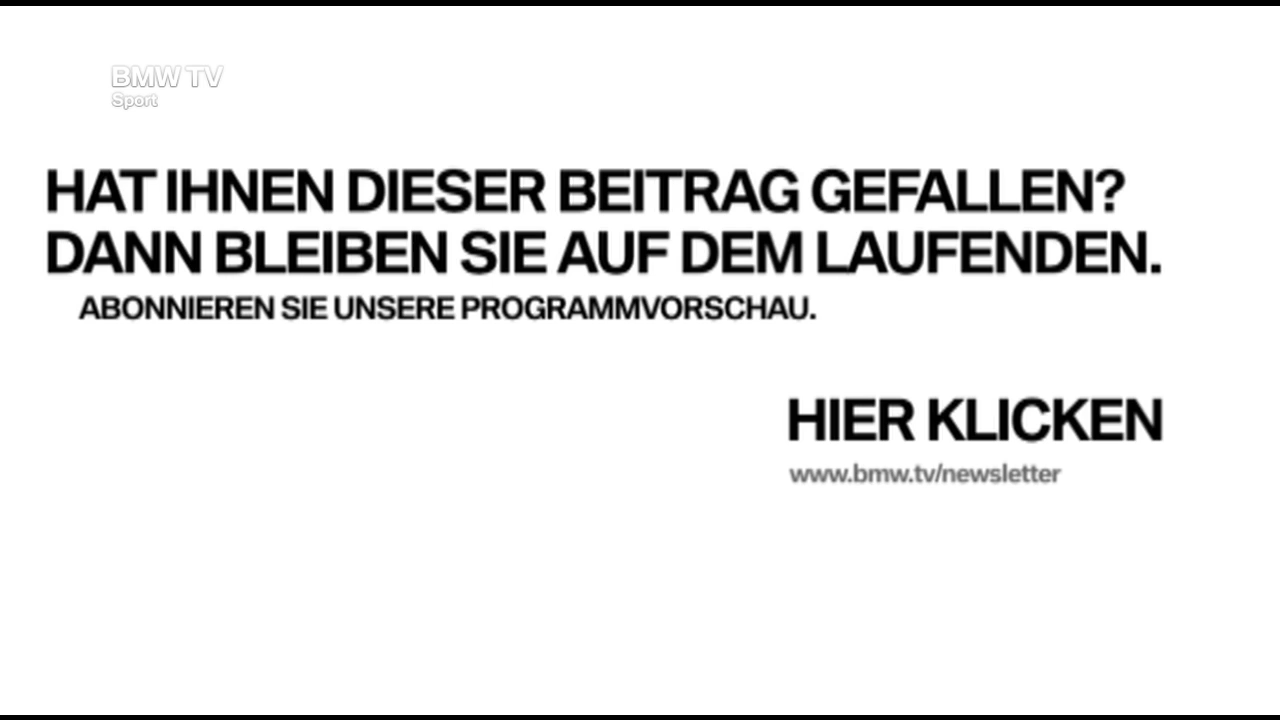 BMW TV
Sport
HAT IHNEN DIESER BEITRAG GEFALLEN?
DANN BLEIBEN SIE AUF DEM LAUFENDEN.
ABONNIEREN SIE UNSERE PROGRAMMVORSCHAU.
HIER KLICKEN
www.bmw.tv/newsletter